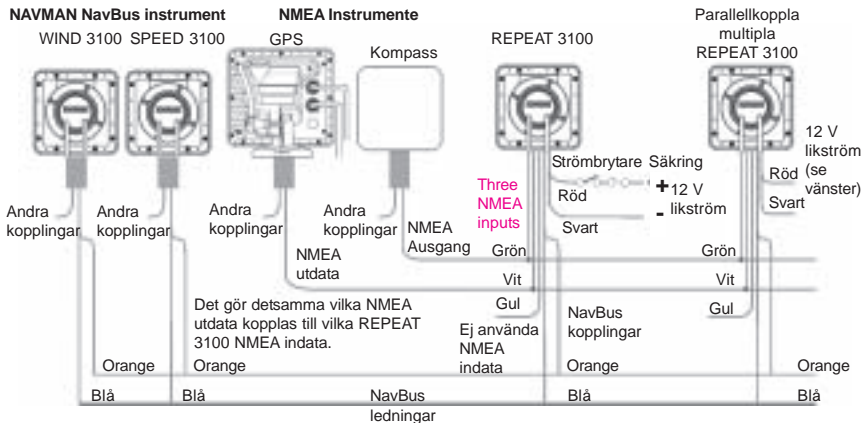 NAVMAN NavBus instrument
NMEA Instrumente
WIND 3100
SPEED 3100
GPS
Kompass
REPEAT 3100
Parallellkoppla
multipla
REPEAT 3100
Andra
kopplingar
Andra
kopplingar
Andra
kopplingar
Andra
kopplingar
NMEA
utdata
NMEA
Ausgang
Three
NMEA
inputs
Strömbrytare
Säkring
Röd
+
12 V
likström
-
Svart
12 V
likström
(se
vänster)
Röd
Svart
Grön
Grön
Vit
Vit
Gul
Gul
Det gör detsamma vilka NMEA
utdata kopplas till vilka REPEAT
3100 NMEA indata.
Ej använda
NMEA
indata
NavBus
kopplingar
Orange
Orange
Orange
Orange
Blå
Blå
NavBus
ledningar
Blå
Blå